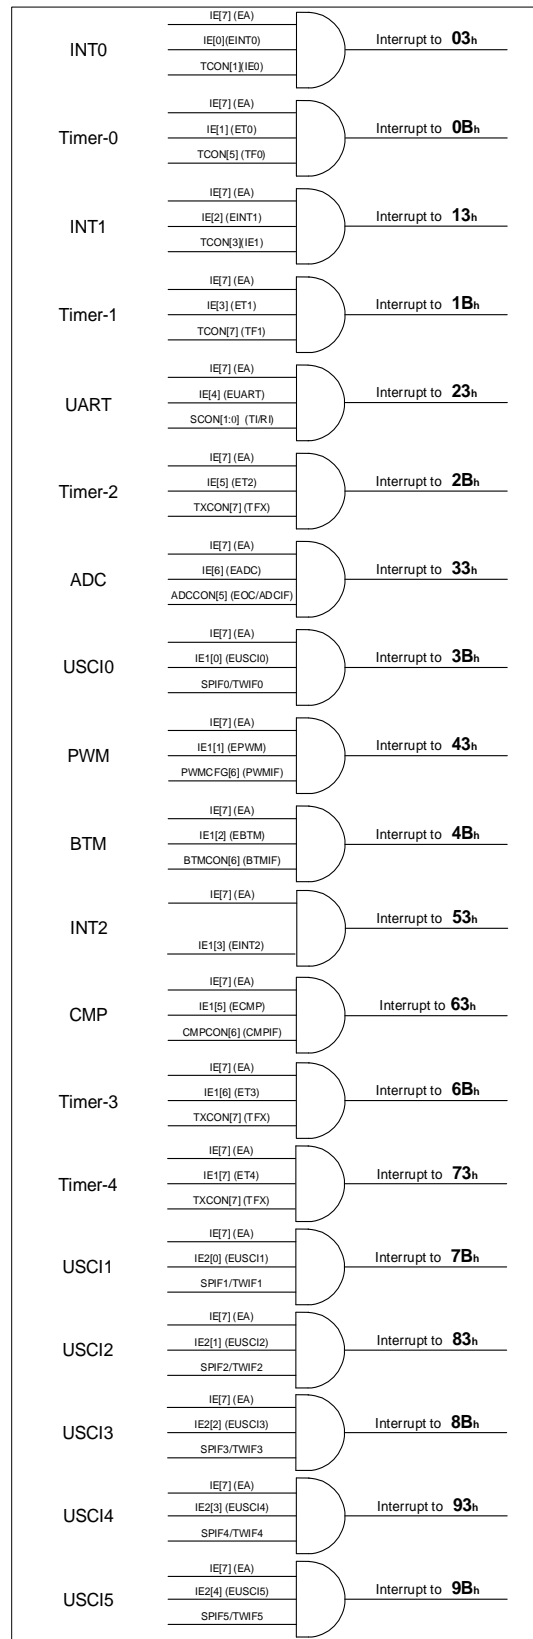 IE[7] (EA)
INT0
IE[0](EINT0)
Interrupt to 03h
TCON[1](IE0)
IE[7] (EA)
Timer-0
IE[1] (ET0)
Interrupt to 0Bh
TCON[5] (TF0)
IE[7] (EA)
INT1
IE[2] (EINT1)
Interrupt to 13h
TCON[3](IE1)
IE[7] (EA)
Timer-1
IE[3] (ET1)
Interrupt to 1Bh
TCON[7] (TF1)
IE[7] (EA)
UART
IE[4] (EUART)
Interrupt to 23h
SCON[1:0] (TI/RI)
IE[7] (EA)
Timer-2
IE[5] (ET2)
Interrupt to 2Bh
TXCON[7] (TFX)
IE[7] (EA)
ADC
IE[6] (EADC)
Interrupt to 33h
ADCCON[5] (EOC/ADCIF)
IE[7] (EA)
USCI0
IE1[0] (EUSCI0)
Interrupt to 3Bh
SPIF0/TWIF0
IE[7] (EA)
PWM
IE1[1] (EPWM)
Interrupt to 43h
PWMCFG[6] (PWMIF)
IE[7] (EA)
BTM
IE1[2] (EBTM)
Interrupt to 4Bh
BTMCON[6] (BTMIF)
IE[7] (EA)
INT2
Interrupt to 53h
IE1[3] (EINT2)
IE[7] (EA)
CMP
IE1[5] (ECMP)
Interrupt to 63h
CMPCON[6] (CMPIF)
IE[7] (EA)
Timer-3
IE1[6] (ET3)
Interrupt to 6Bh
TXCON[7] (TFX)
IE[7] (EA)
Timer-4
IE1[7] (ET4)
Interrupt to 73h
TXCON[7] (TFX)
IE[7] (EA)
USCI1
IE2[0] (EUSCI1)
Interrupt to 7Bh
SPIF1/TWIF1
IE[7] (EA)
USCI2
IE2[1] (EUSCI2)
Interrupt to 83h
SPIF2/TWIF2
IE[7] (EA)
USCI3
IE2[2] (EUSCI3)
Interrupt to 8Bh
SPIF3/TWIF3
IE[7] (EA)
USCI4
IE2[3] (EUSCI4)
Interrupt to 93h
SPIF4/TWIF4
IE[7] (EA)
USCI5
IE2[4] (EUSCI5)
Interrupt to 9Bh
SPIF5/TWIF5